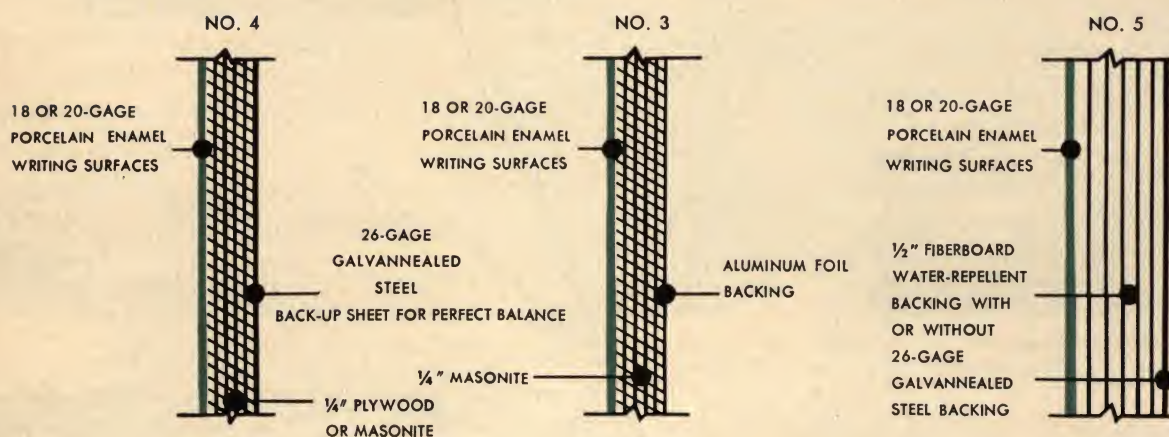 NO. 4
18 OR 20-GAGE
PORCELAIN ENAMEL
WRITING SURFACES
26-GAGE
GALVANNEALED
STEEL
BACK-UP SHEET FOR PERFECT BALANCE
¼" PLYWOOD
OR MASONITE
NO. 3
18 OR 20-GAGE
PORCELAIN ENAMEL
WRITING SURFACES
ALUMINUM FOIL
BACKING
¼" MASONITE
NO. 5
18 OR 20-GAGE
PORCELAIN ENAMEL
WRITING SURFACES
½" FIBERBOARD
WATER-REPELLENT
BACKING WITH
OR WITHOUT
26-GAGE
GALVANNEALED
STEEL BACKING